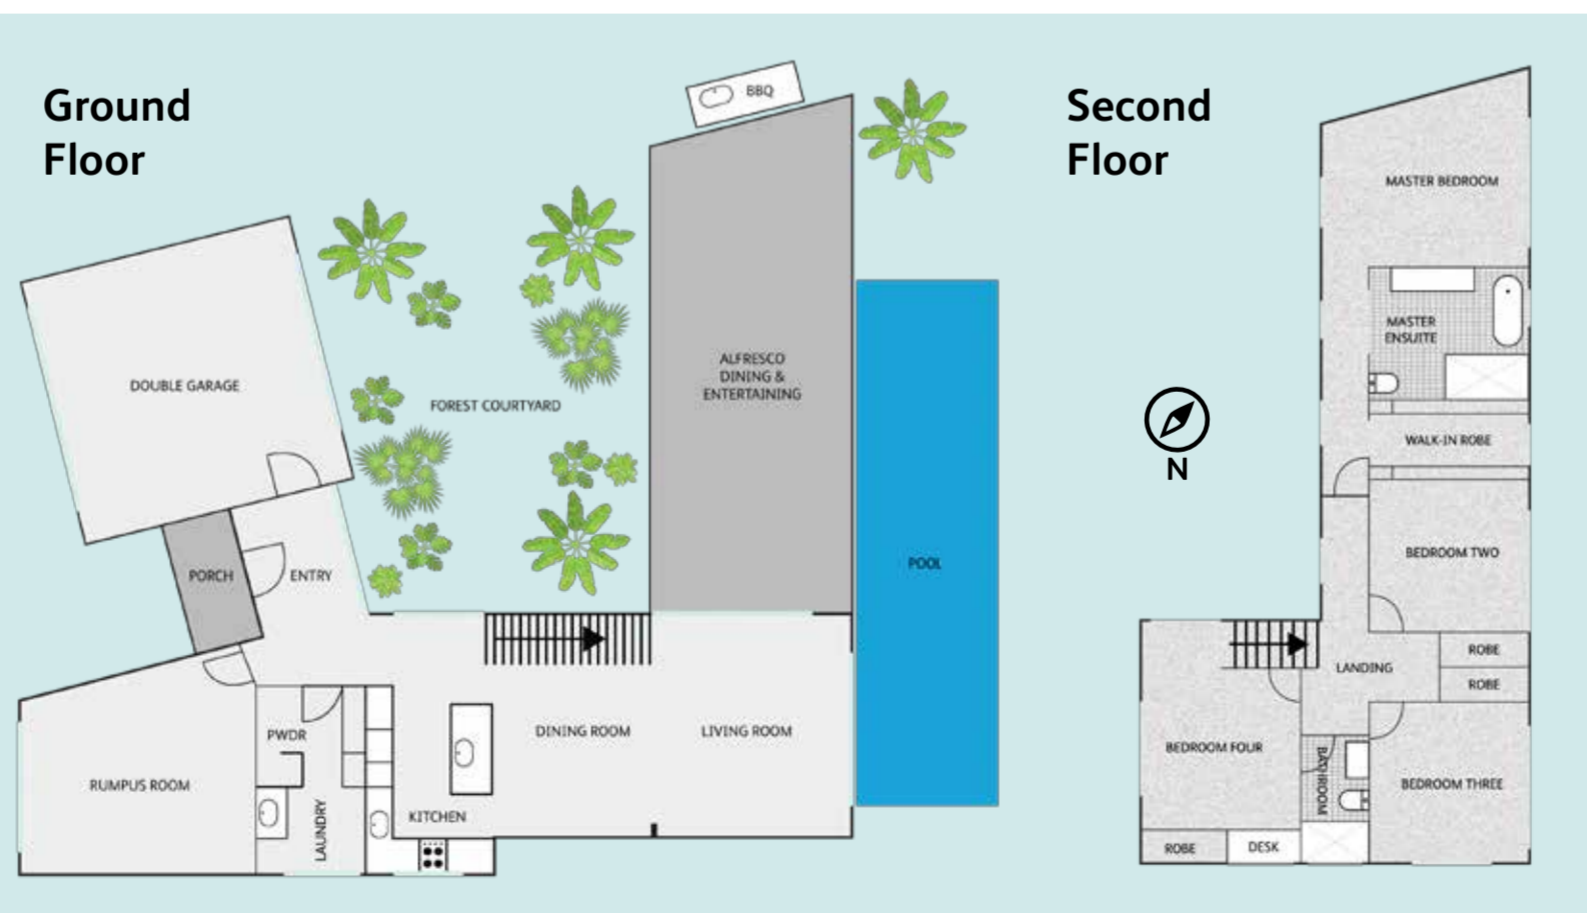 Ground
Floor
BBQ
DOUBLE GARAGE
FOREST COURTYARD
ALFRESCO
DINING &
ENTERTAINING
POOL
PORCH
ENTRY
PWDR
DINING ROOM
LIVING ROOM
RUMPUS ROOM
LAUNDRY
KITCHEN
Second
Floor
MASTER BEDROOM
MASTER
ENSUITE
N
WALK-IN ROBE
BEDROOM TWO
ROBE
LANDING
ROBE
BEDROOM FOUR
BATHROOM
BEDROOM THREE
ROBE
DESK